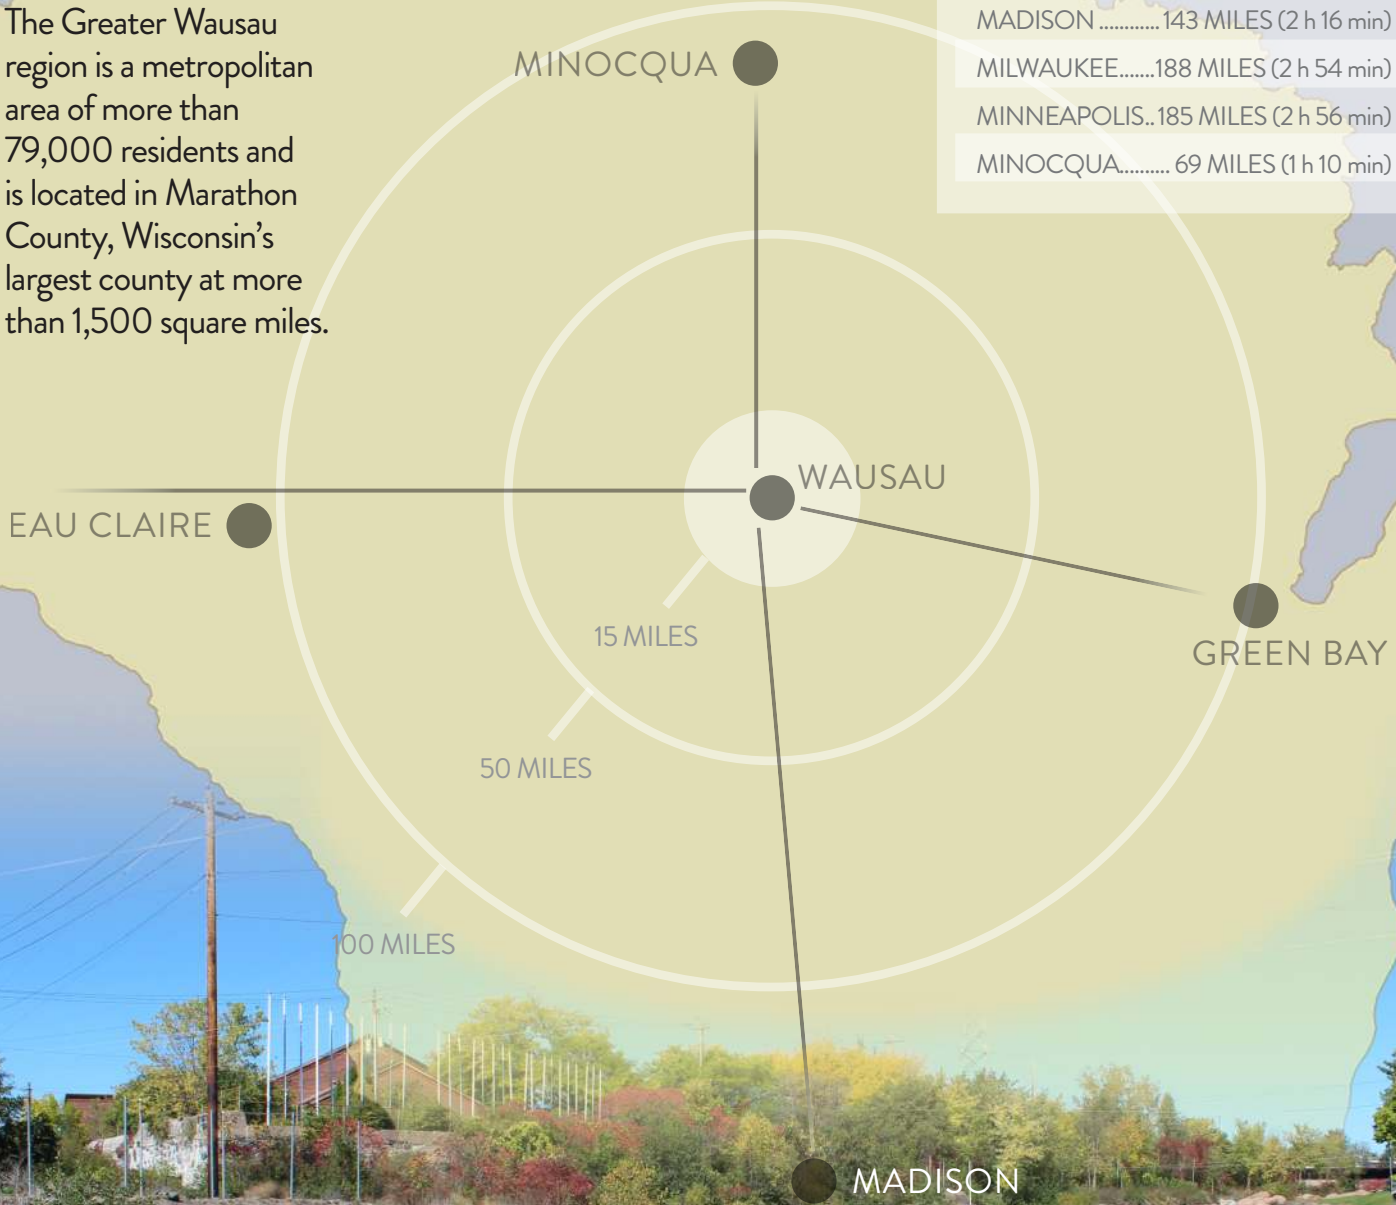 The Greater Wausau
region is a metropolitan
area of more than
79,000 residents and
is located in Marathon
County, Wisconsin’s
largest county at more
than 1,500 square miles.
MADISON ............143 MILES (2 h 16 min)
MILWAUKEE.......188 MILES (2 h 54 min)
MINNEAPOLIS..185 MILES (2 h 56 min)
MINOCQUA.......... 69 MILES (1 h 10 min)
MINOCQUA
WAUSAU
EAU CLAIRE
15 MILES
GREEN BAY
50 MILES
100 MILES
MADISON